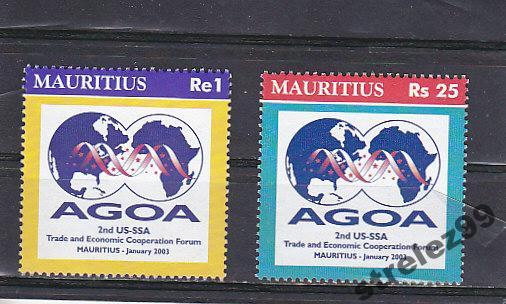 MAURITIUS Re1
AGOA
2nd US-SSA
Trade and Economic Cooperation Forum
MAURITIUS - January 2003
MAURITIUS Rs 25
AGOA
2nd US-SSA
Trade and Economic Cooperation Forum
MAURITIUS - January 2003
strelez99